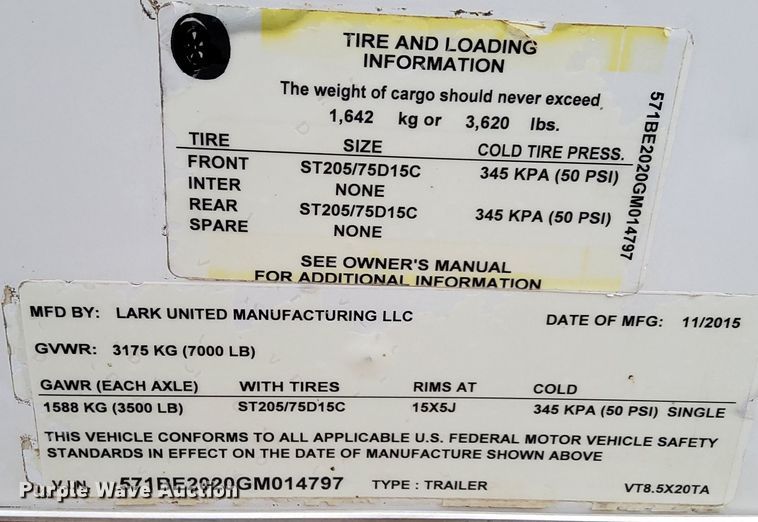 TIRE AND LOADING
INFORMATION
The weight of cargo should never exceed
1,642 kg or 3,620 lbs.
TIRE SIZE COLD TIRE PRESS.
FRONT ST205/75D15C 345 KPA (50 PSI)
INTER NONE
REAR ST205/75D15C 345 KPA (50 PSI)
SPARE NONE
SEE OWNER'S MANUAL
FOR ADDITIONAL INFORMATION
571BE2020GM014797
MFD BY: LARK UNITED MANUFACTURING LLC DATE OF MFG: 11/2015
GVWR: 3175 KG (7000 LB)
GAWR (EACH AXLE) WITH TIRES RIMS AT COLD
1588 KG (3500 LB) ST205/75D15C 15X5J 345 KPA (50 PSI) SINGLE
THIS VEHICLE CONFORMS TO ALL APPLICABLE U.S. FEDERAL MOTOR VEHICLE SAFETY
STANDARDS IN EFFECT ON THE DATE OF MANUFACTURE SHOWN ABOVE
V.I.N. 571BE2020GM014797 TYPE : TRAILER VT8.5X20TA
Purple Wave Auction